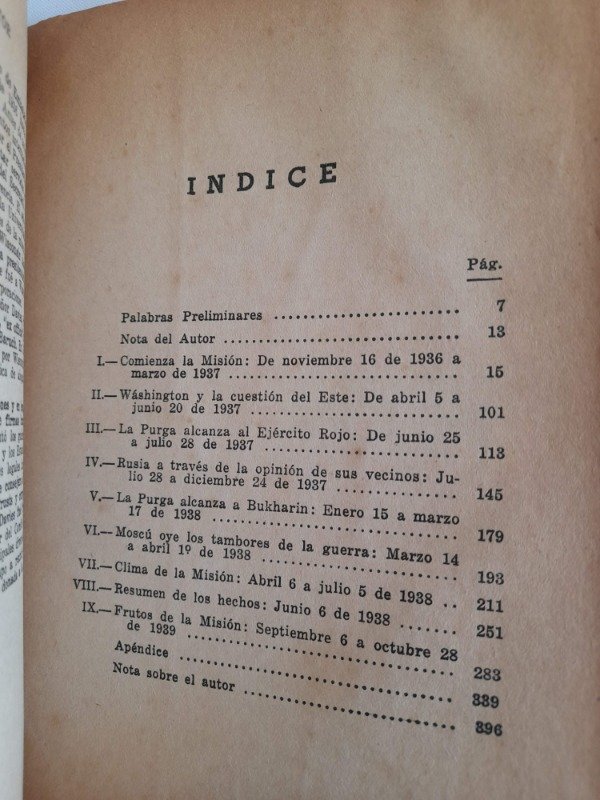 INDICE
Pág.
Palabras Preliminares ........................... 7
Nota del Autor ........................... 13
I.—Comienza la Misión: De noviembre 16 de 1936 a
marzo de 1937 ........................... 15
II.—Wáshington y la cuestión del Este: De abril 5 a
junio 20 de 1937 ........................... 101
III.—La Purga alcanza al Ejército Rojo: De junio 25
a julio 28 de 1937 ........................... 113
IV.—Rusia a través de la opinión de sus vecinos: Ju-
lio 28 a diciembre 24 de 1937 ........................... 145
V.—La Purga alcanza a Bukharin: Enero 15 a marzo
17 de 1938 ........................... 179
VI.—Moscú oye los tambores de la guerra: Marzo 14
a abril 1º de 1938 ........................... 193
VII.—Clima de la Misión: Abril 6 a julio 5 de 1938 .. 211
VIII.—Resumen de los hechos: Junio 6 de 1938 ........ 251
IX.—Frutos de la Misión: Septiembre 6 a octubre 28
de 1939 ........................... 283
Apéndice ........................... 339
Nota sobre el autor ........................... 396